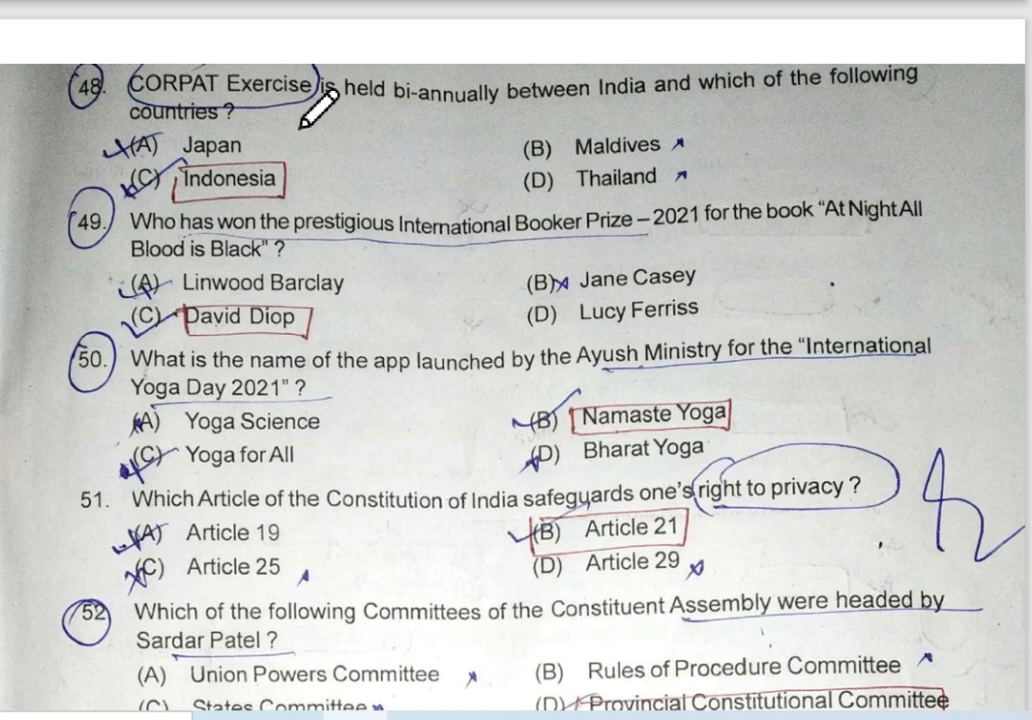 48. CORPAT Exercise is held bi-annually between India and which of the following
countries ?
(A) Japan (B) Maldives
(C) Indonesia (D) Thailand
49. Who has won the prestigious International Booker Prize – 2021 for the book “At Night All
Blood is Black” ?
(A) Linwood Barclay (B) Jane Casey
(C) David Diop (D) Lucy Ferriss
50. What is the name of the app launched by the Ayush Ministry for the “International
Yoga Day 2021” ?
(A) Yoga Science (B) Namaste Yoga
(C) Yoga for All (D) Bharat Yoga
51. Which Article of the Constitution of India safeguards one’s right to privacy ?
(A) Article 19 (B) Article 21
(C) Article 25 (D) Article 29
52 Which of the following Committees of the Constituent Assembly were headed by
Sardar Patel ?
(A) Union Powers Committee (B) Rules of Procedure Committee
(C) States Committee (D) Provincial Constitutional Committee